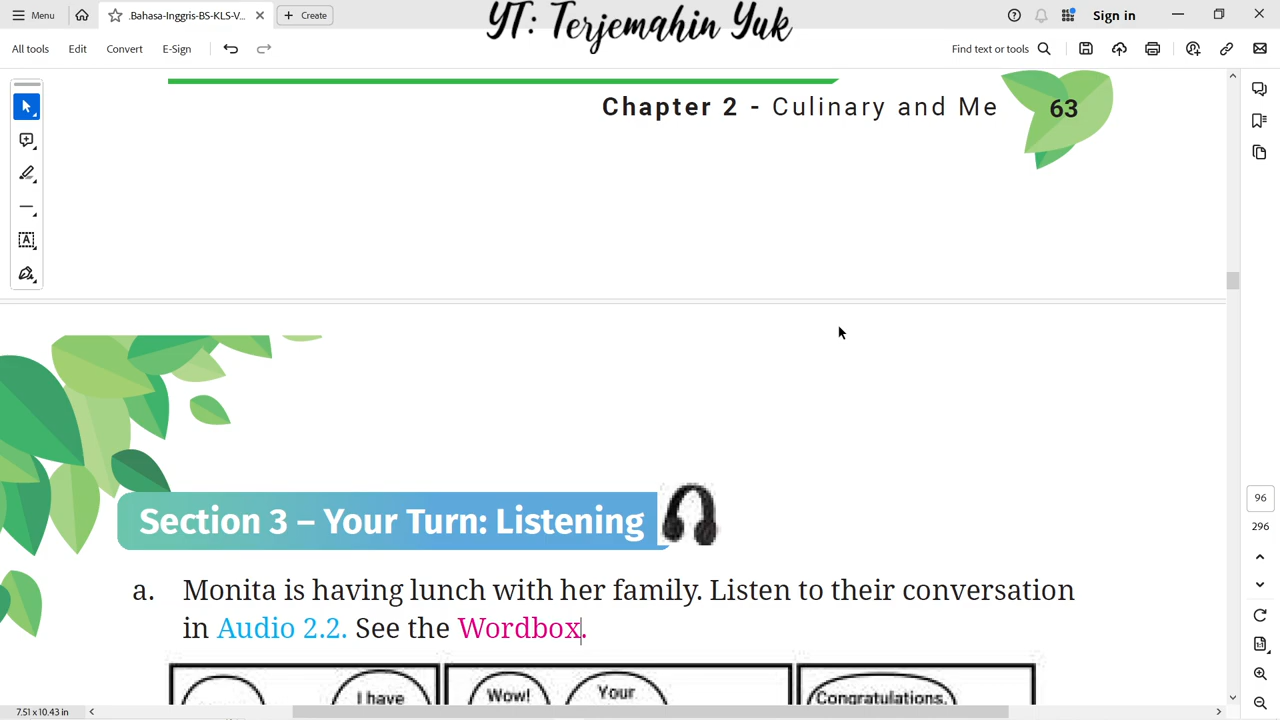 Menu
.Bahasa-Inggris-BS-KLS-V...
Create
YT: Terjemahin Yuk
Sign in
All tools
Edit
Convert
E-Sign
Find text or tools
Chapter 2 - Culinary and Me
63
Section 3 – Your Turn: Listening
a. Monita is having lunch with her family. Listen to their conversation
in Audio 2.2. See the Wordbox.
I have
Wow!
Your
Congratulations,
96
296
7.51 x 10.43 in